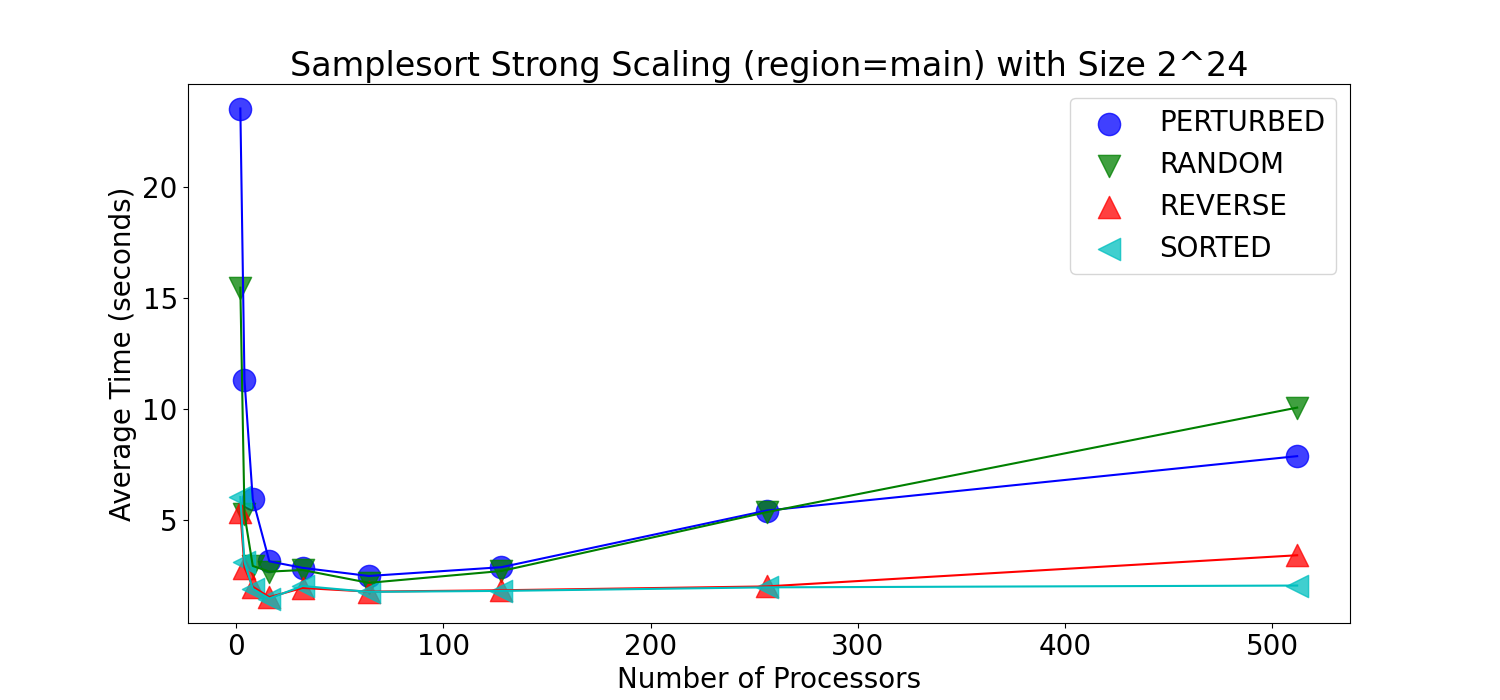 Samplesort Strong Scaling (region=main) with Size 2^24
PERTURBED
RANDOM
REVERSE
SORTED
Average Time (seconds)
20
15
10
5
0
100
200
300
400
500
Number of Processors